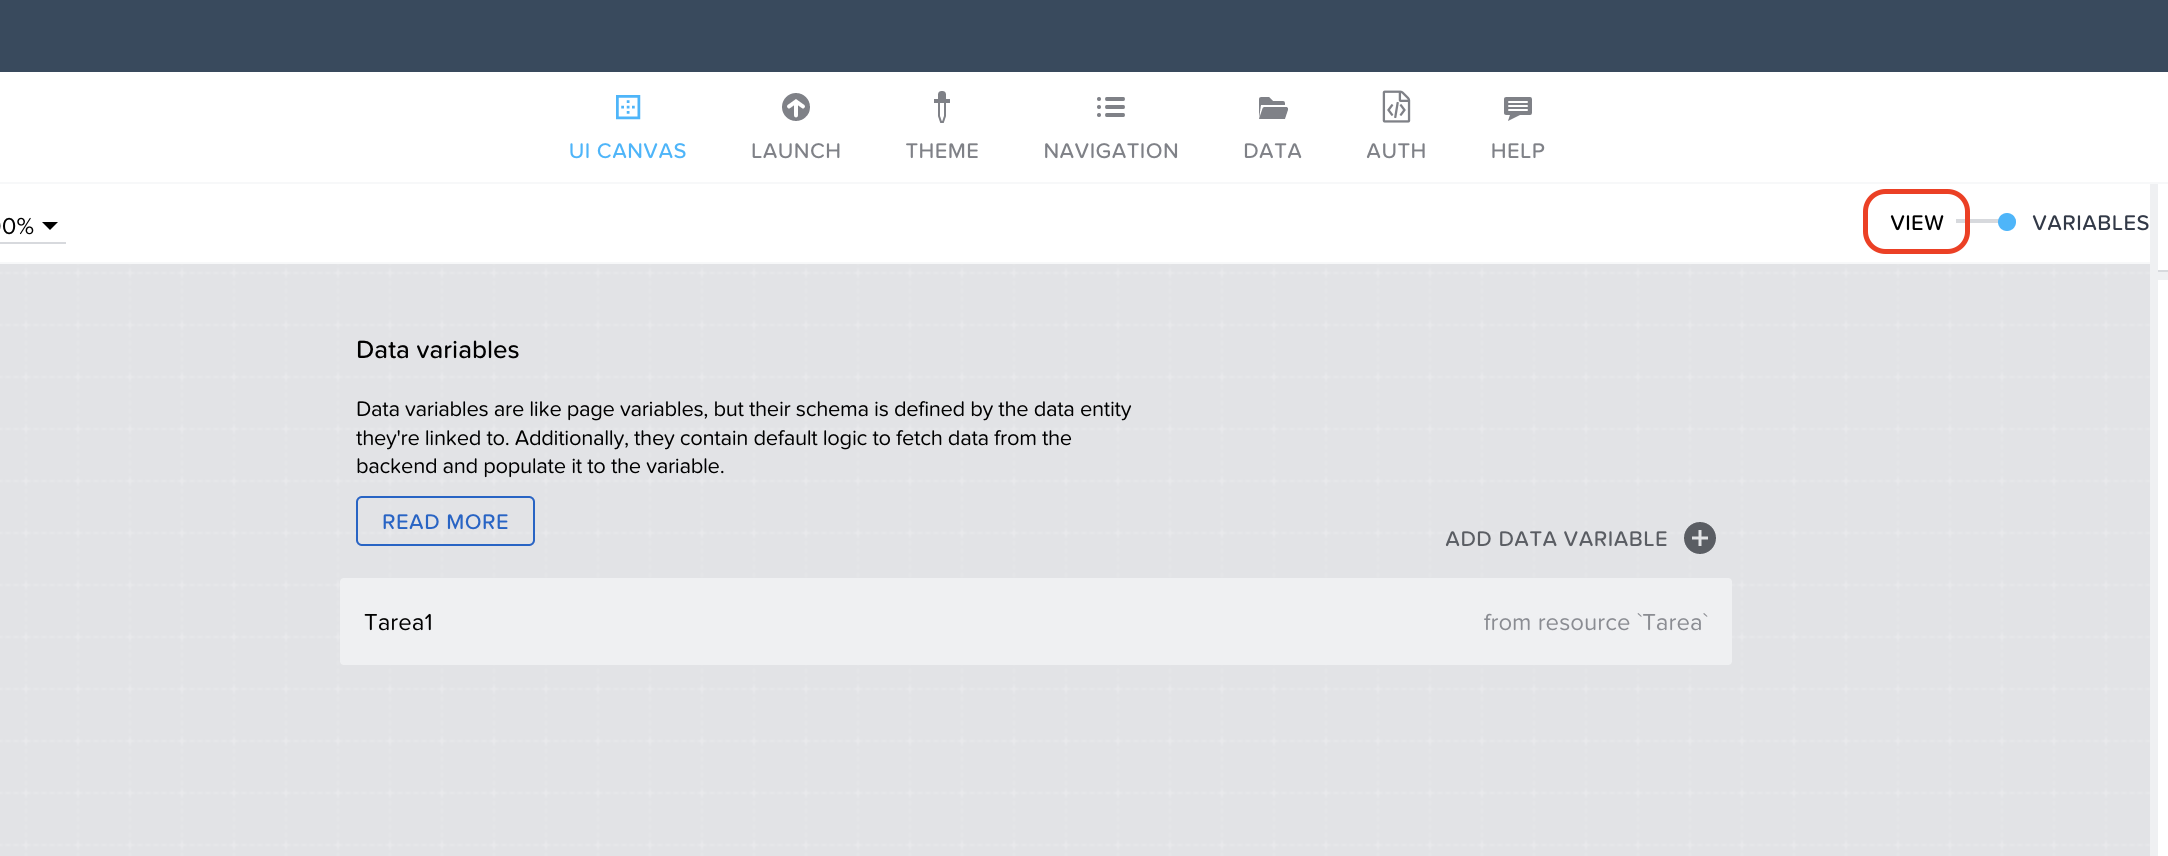 UI CANVAS
LAUNCH
THEME
NAVIGATION
DATA
AUTH
HELP
0%
VIEW
VARIABLES
Data variables
Data variables are like page variables, but their schema is defined by the data entity
they're linked to. Additionally, they contain default logic to fetch data from the
backend and populate it to the variable.
READ MORE
ADD DATA VARIABLE
Tarea1
from resource `Tarea`